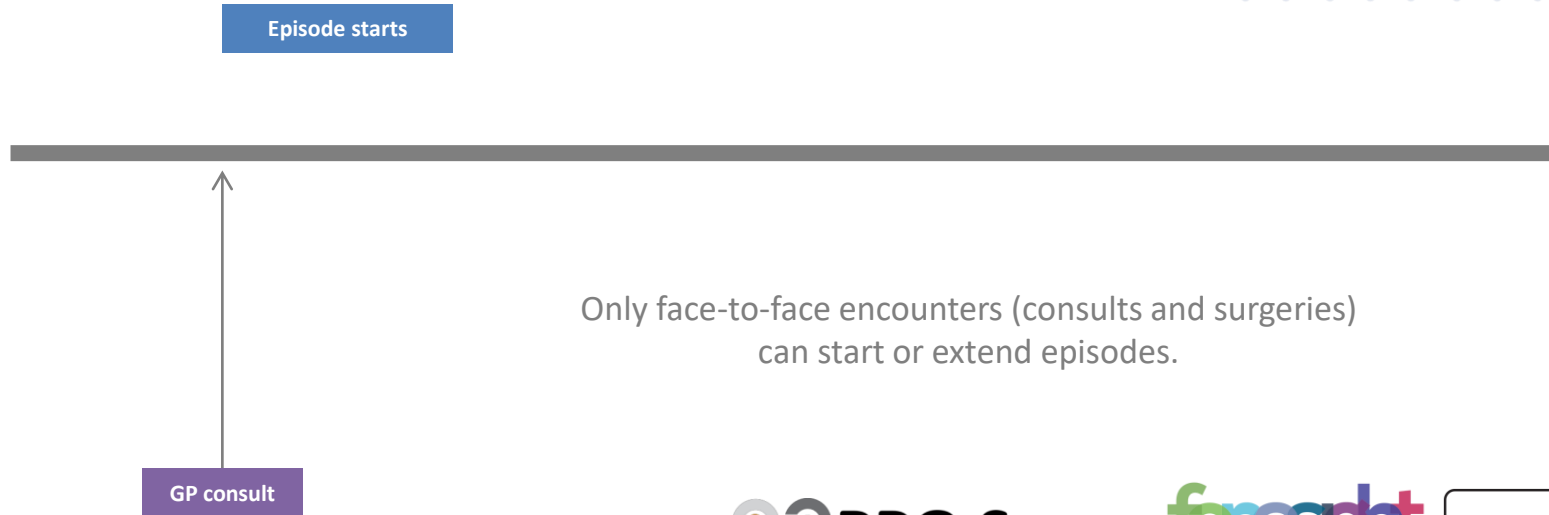 Episode starts
Only face-to-face encounters (consults and surgeries)
can start or extend episodes.
GP consult